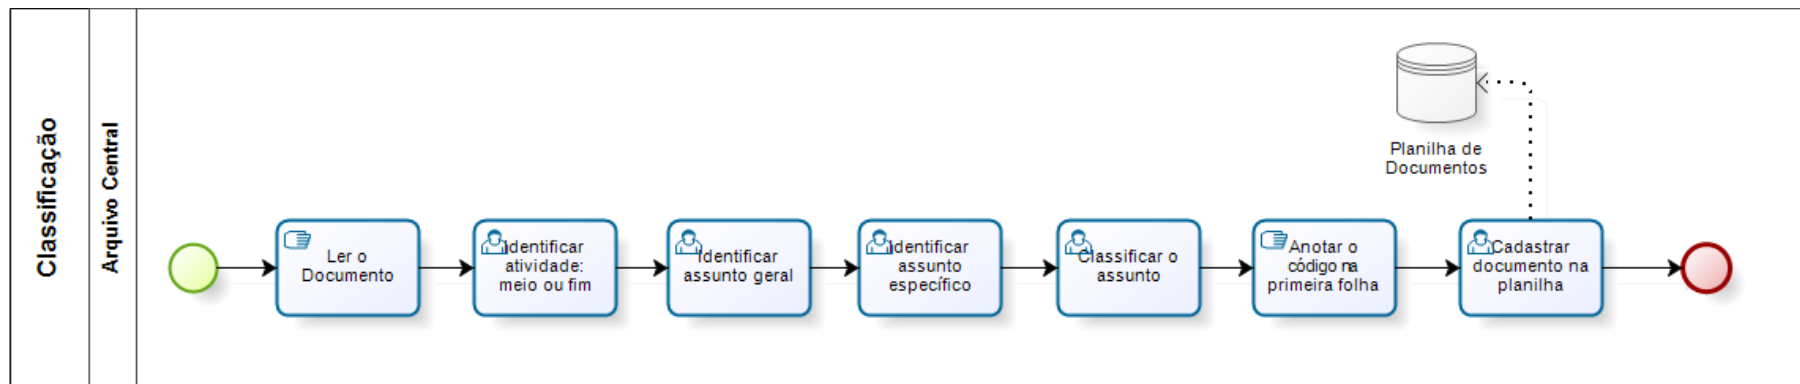 Classificação
Arquivo Central
Planilha de
Documentos
Ler o
Documento
Identificar
atividade:
meio ou fim
Identificar
assunto geral
Identificar
assunto
específico
Classificar o
assunto
Anotar o
código na
primeira folha
Cadastrar
documento na
planilha